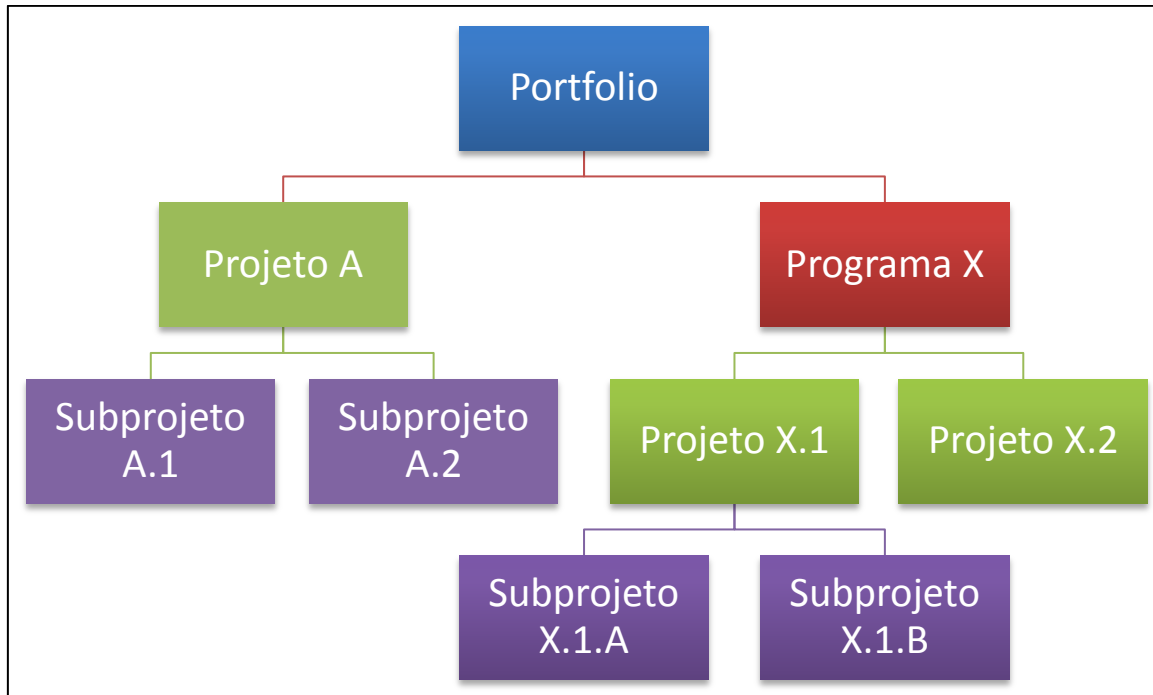 Portfolio
Projeto A
Programa X
Subprojeto
A.1
Subprojeto
A.2
Projeto X.1
Projeto X.2
Subprojeto
X.1.A
Subprojeto
X.1.B